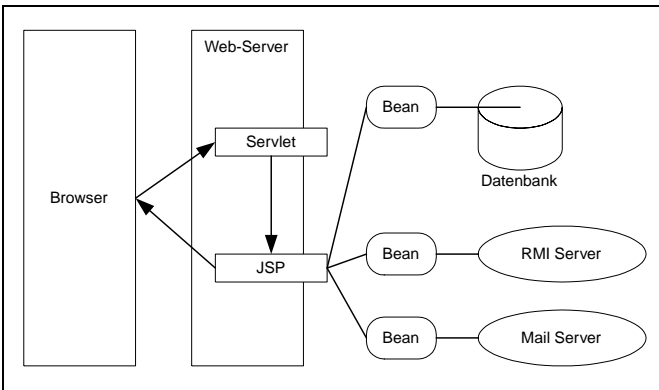 Web-Server
Bean
Servlet
Datenbank
Browser
Bean
RMI Server
JSP
Bean
Mail Server